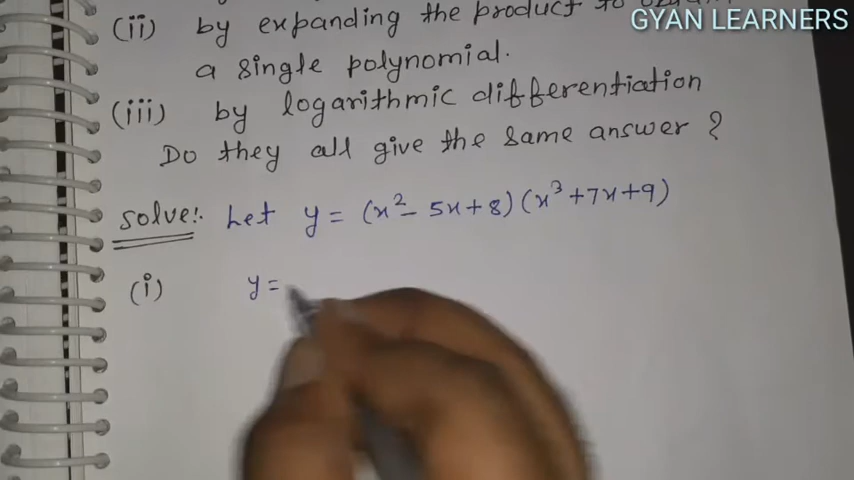 (ii) by expanding the product to
GYAN LEARNERS
a single polynomial.
(iii) by logarithmic differentiation
Do they all give the same answer ?
Solve:. Let y = (x² - 5x + 8) (x³ + 7x + 9)
(i) y =